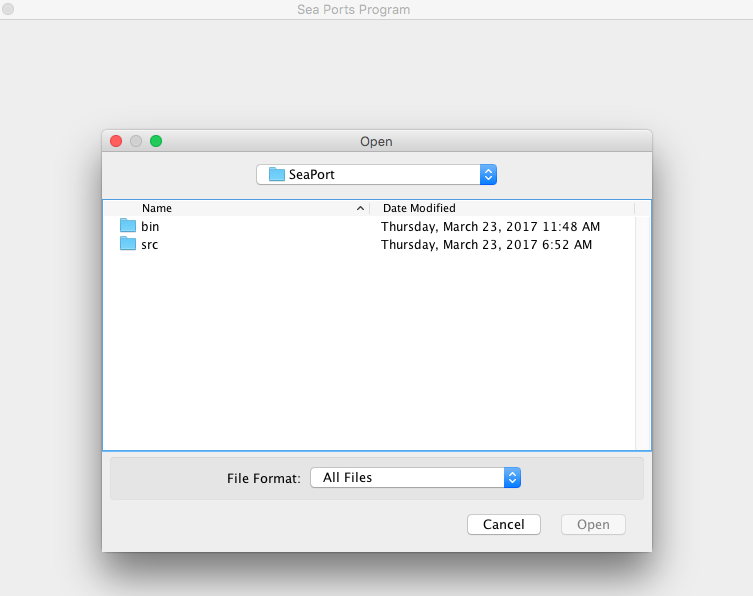 Sea Ports Program
Open
SeaPort
Name Date Modified
bin Thursday, March 23, 2017 11:48 AM
src Thursday, March 23, 2017 6:52 AM
File Format: All Files
Cancel Open